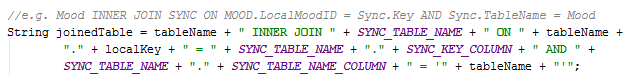 //e.g. Mood INNER JOIN SYNC ON MOOD.LocalMoodID = Sync.Key AND Sync.TableName = Mood
String joinedTable = tableName + " INNER JOIN " + SYNC_TABLE_NAME + " ON " + tableName +
"." + localKey + " = " + SYNC_TABLE_NAME + "." + SYNC_KEY_COLUMN + " AND " +
SYNC_TABLE_NAME + "." + SYNC_TABLE_NAME_COLUMN + " = '" + tableName + "'";